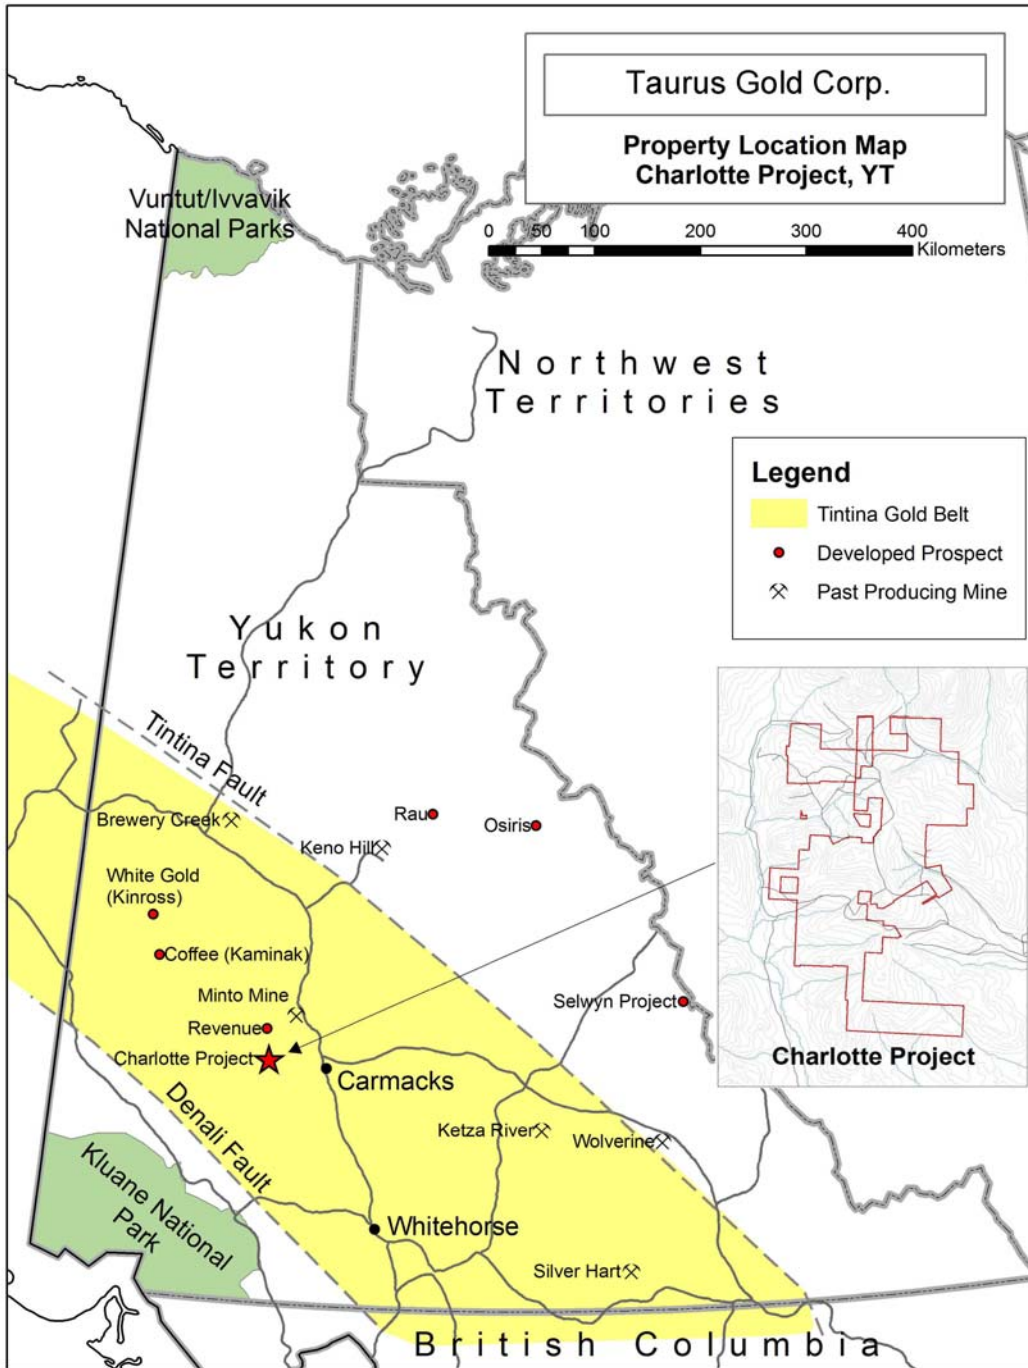 Taurus Gold Corp.
Property Location Map
Charlotte Project, YT
0 50 100 200 300 400
Kilometers
Vuntut/Ivvavik
National Parks
Northwest
Territories
Legend
Tintina Gold Belt
Developed Prospect
Past Producing Mine
Yukon
Territory
Tintina Fault
Brewery Creek
Rau
Osiris
Keno Hill
White Gold
(Kinross)
Coffee (Kaminak)
Minto Mine
Selwyn Project
Revenue
Charlotte Project
Charlotte Project
Carmacks
Denali Fault
Ketza River
Wolverine
Kluane National
Park
Whitehorse
Silver Hart
British Columbia